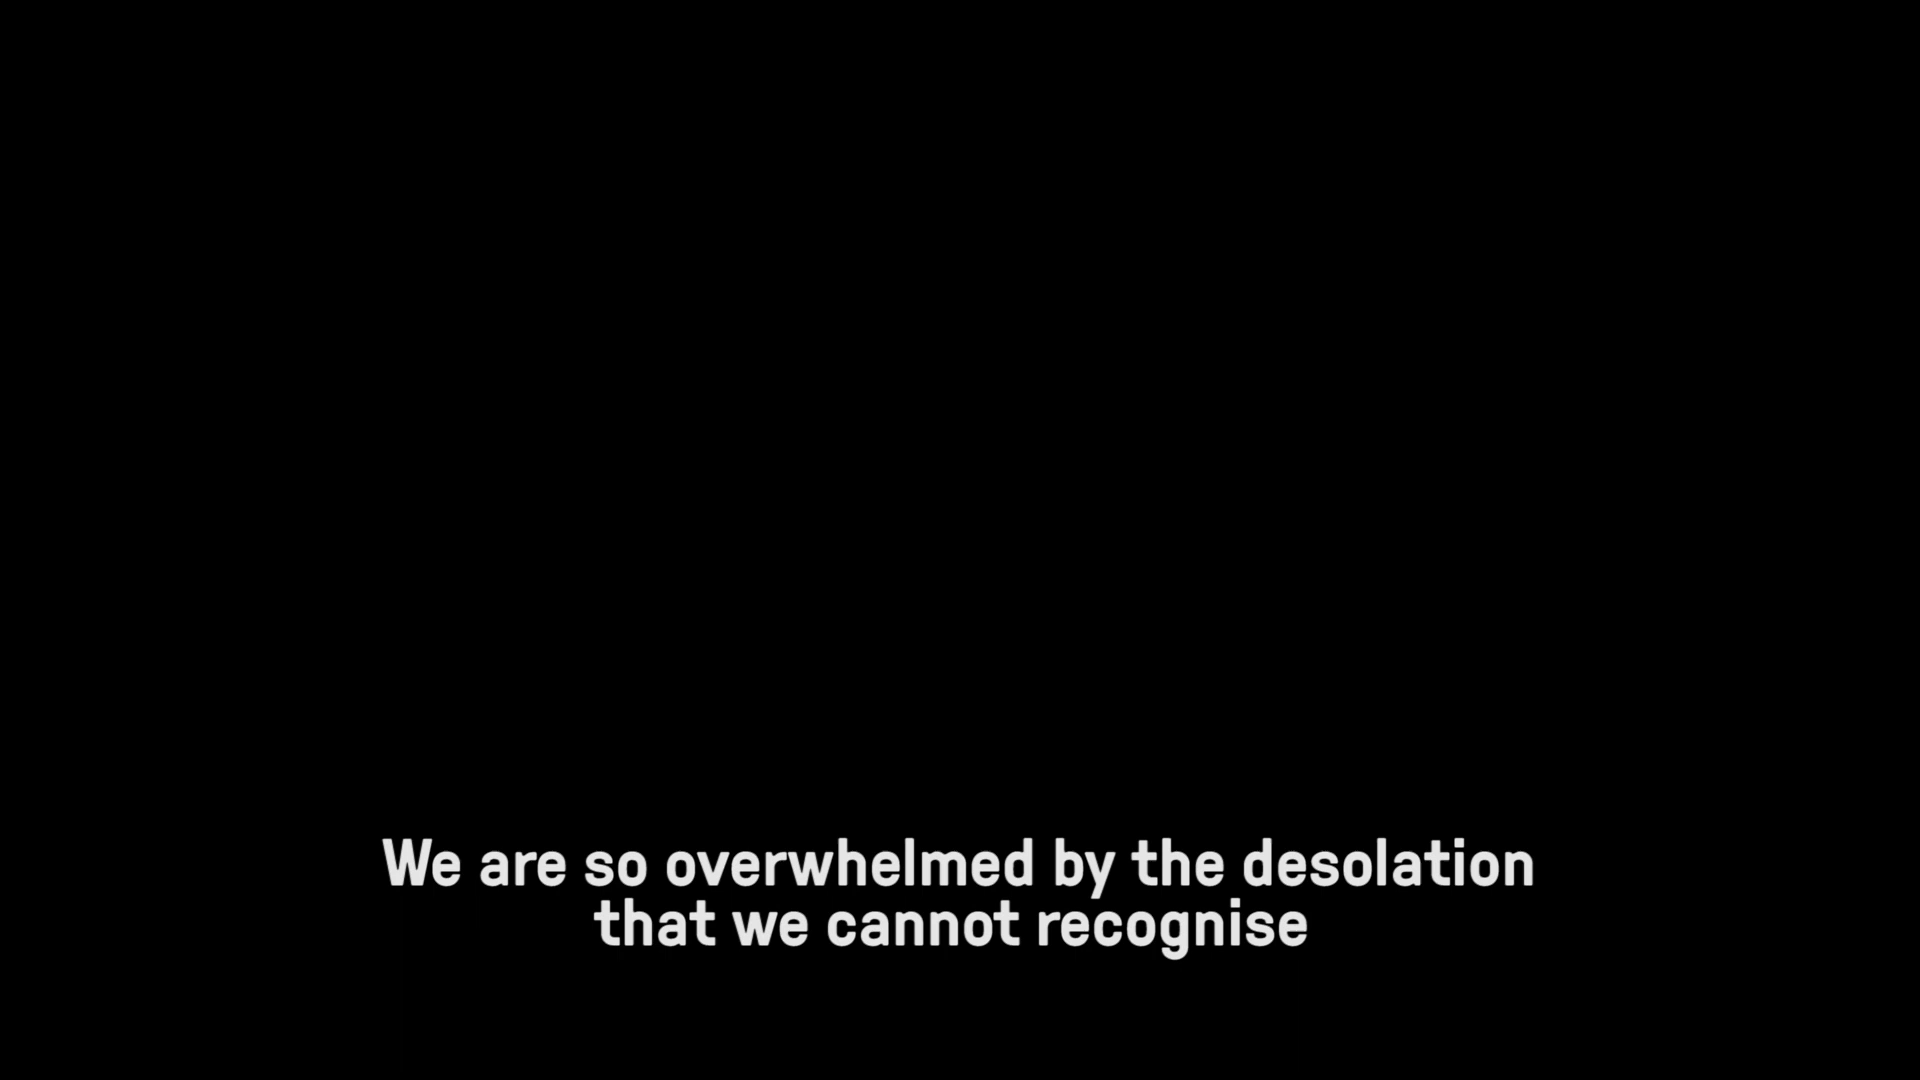 We are so overwhelmed by the desolation
that we cannot recognise